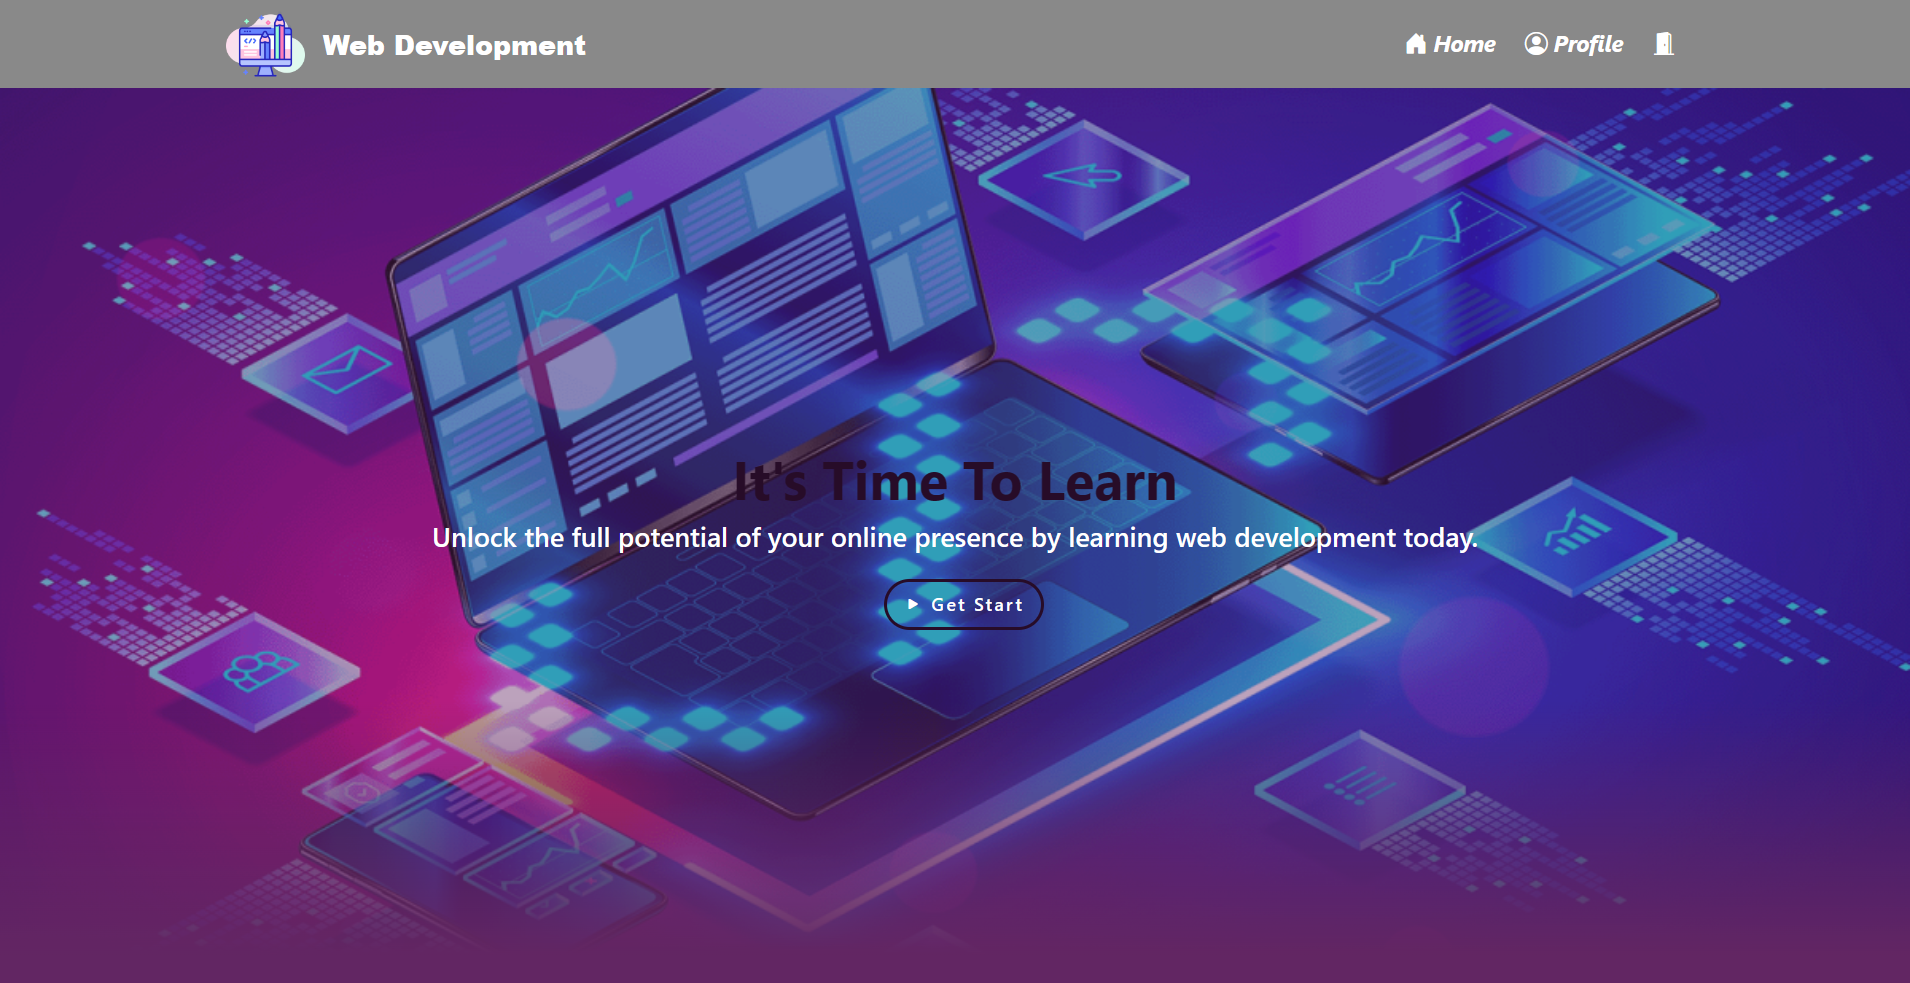 Web Development
Home
Profile
It's Time To Learn
Unlock the full potential of your online presence by learning web development today.
Get Start